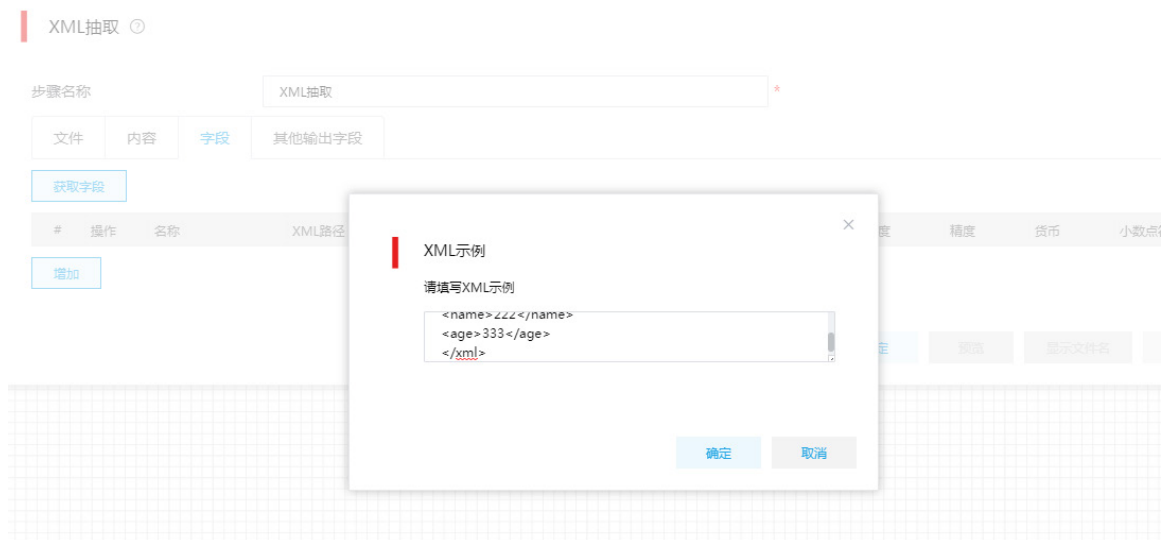 XML抽取
步骤名称
XML抽取
*
文件 内容 字段 其他输出字段
获取字段
# 操作 名称 XML路径 度 精度 货币 小数点
增加
XML示例
请填写XML示例
<name>222</name>
<age>333</age>
</xml>
定 预览 显示文件名
确定 取消